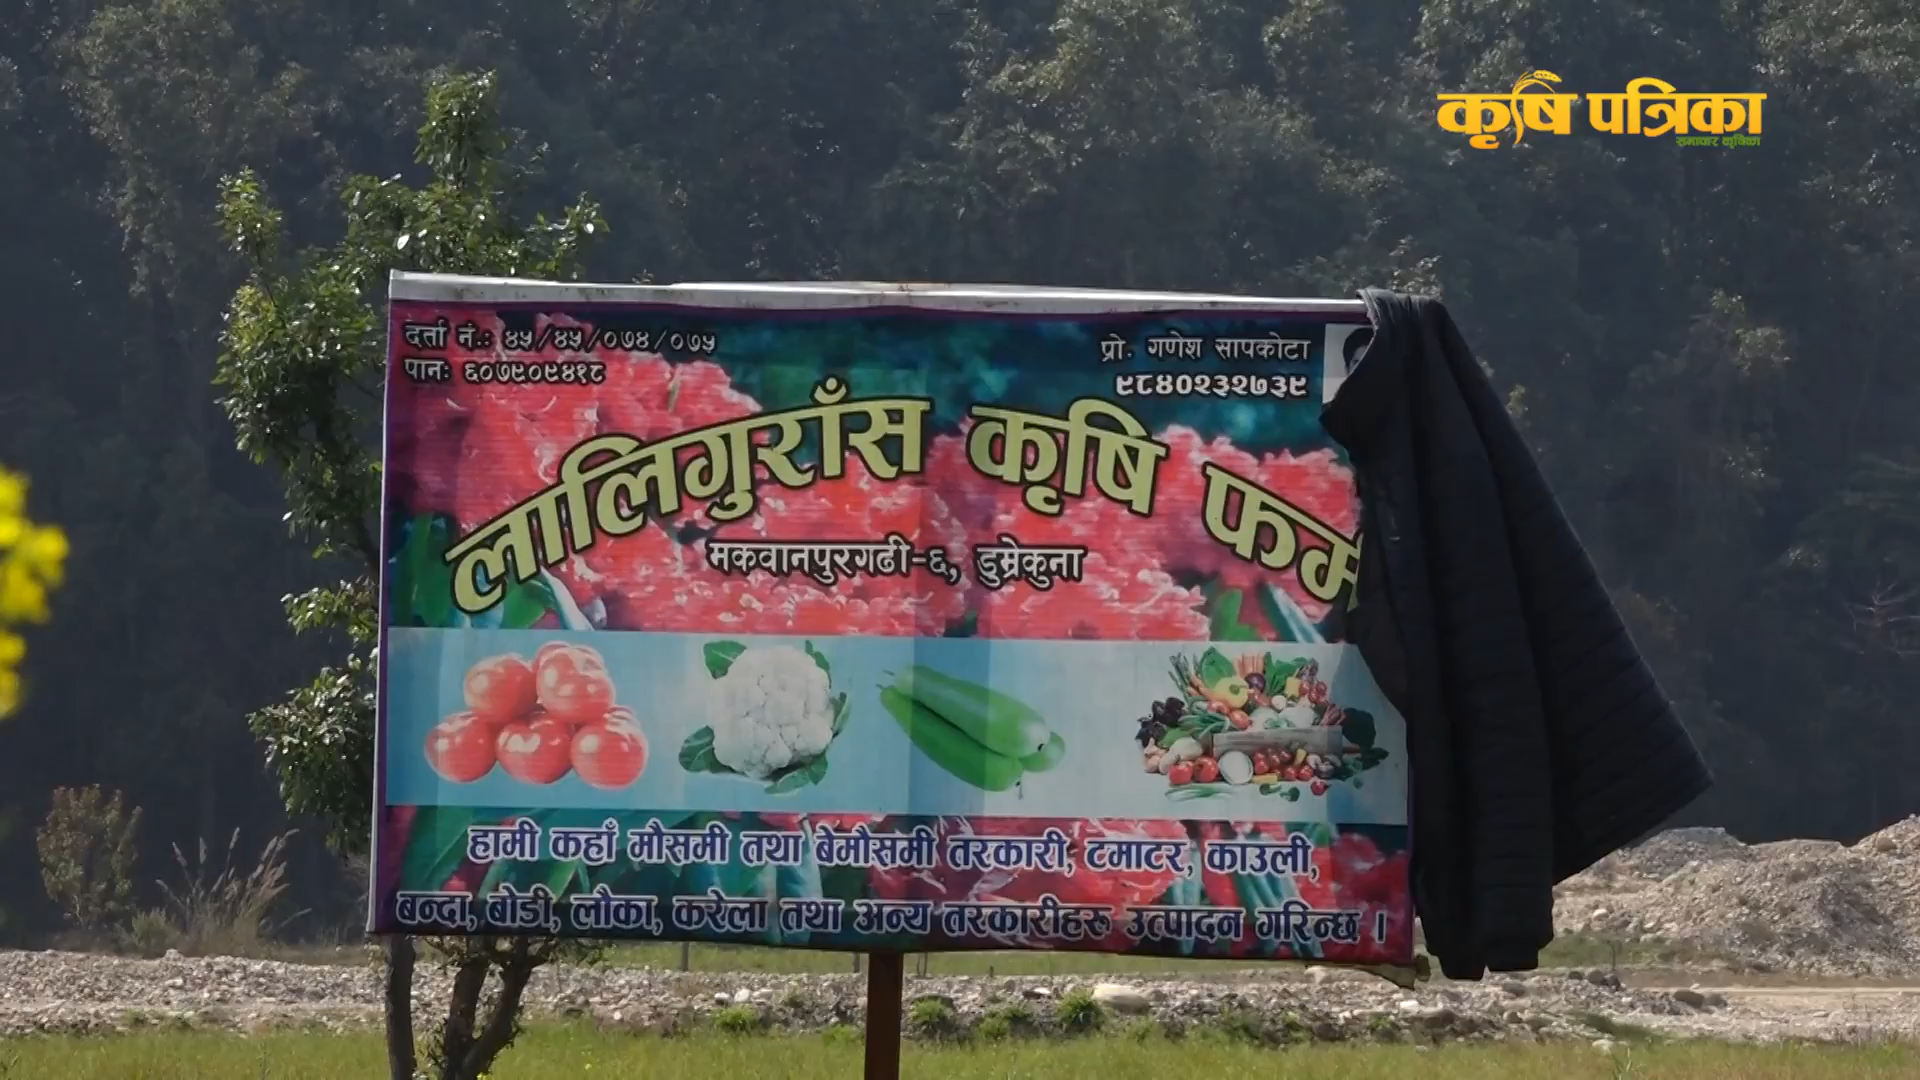 कृषि पत्रिका
समाचार कृषिका
दर्ता नं.: ४५/४५/०७४/०७५
पान: ६०७९०९४१८
प्रो. गणेश सापकोटा
९८४०२३२७३९
लालिगुराँस कृषि फर्म
मकवानपुरगढी-६, डुम्रेकुना
हामी कहाँ मौसमी तथा बेमौसमी तरकारी, टमाटर, काउली,
बन्दा, बोडी, लौका, करेला तथा अन्य तरकारीहरू उत्पादन गरिन्छ ।